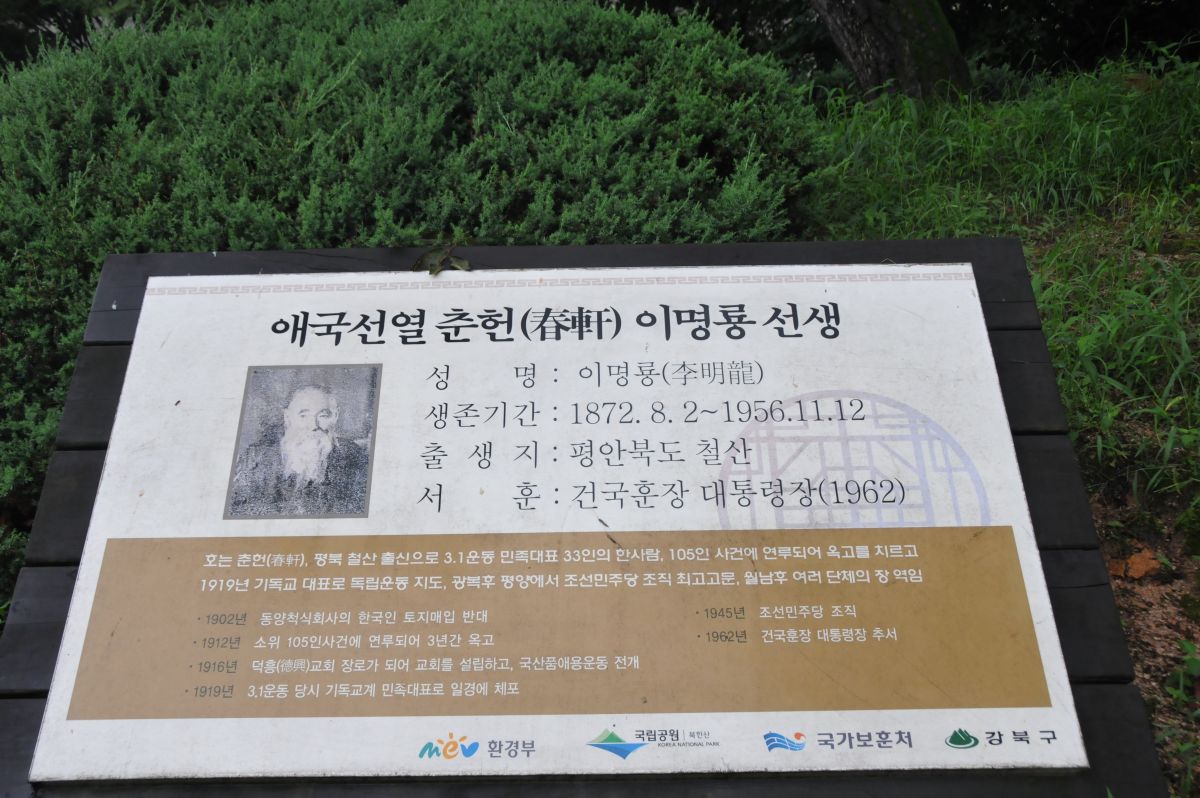 애국선열 춘헌(春軒) 이명룡 선생
성 명 : 이명룡(李明龍)
생존기간 : 1872. 8. 2~1956.11.12
출 생 지 : 평안북도 철산
서 훈 : 건국훈장 대통령장(1962)
호는 춘헌(春軒), 평북 철산 출신으로 3.1운동 민족대표 33인의 한사람, 105인 사건에 연루되어 옥고를 치르고
1919년 기독교 대표로 독립운동 지도, 광복후 평양에서 조선민주당 조직 최고고문, 월남후 여러 단체의 장 역임
· 1902년 동양척식회사의 한국인 토지매입 반대
· 1912년 소위 105인사건에 연루되어 3년간 옥고
· 1916년 덕흥(德興)교회 장로가 되어 교회를 설립하고, 국산품애용운동 전개
· 1919년 3.1운동 당시 기독교계 민족대표로 일경에 체포
· 1945년 조선민주당 조직
· 1962년 건국훈장 대통령장 추서
mev 환경부
국립공원 | 북한산
KOREA NATIONAL PARK
국가보훈처
강북구